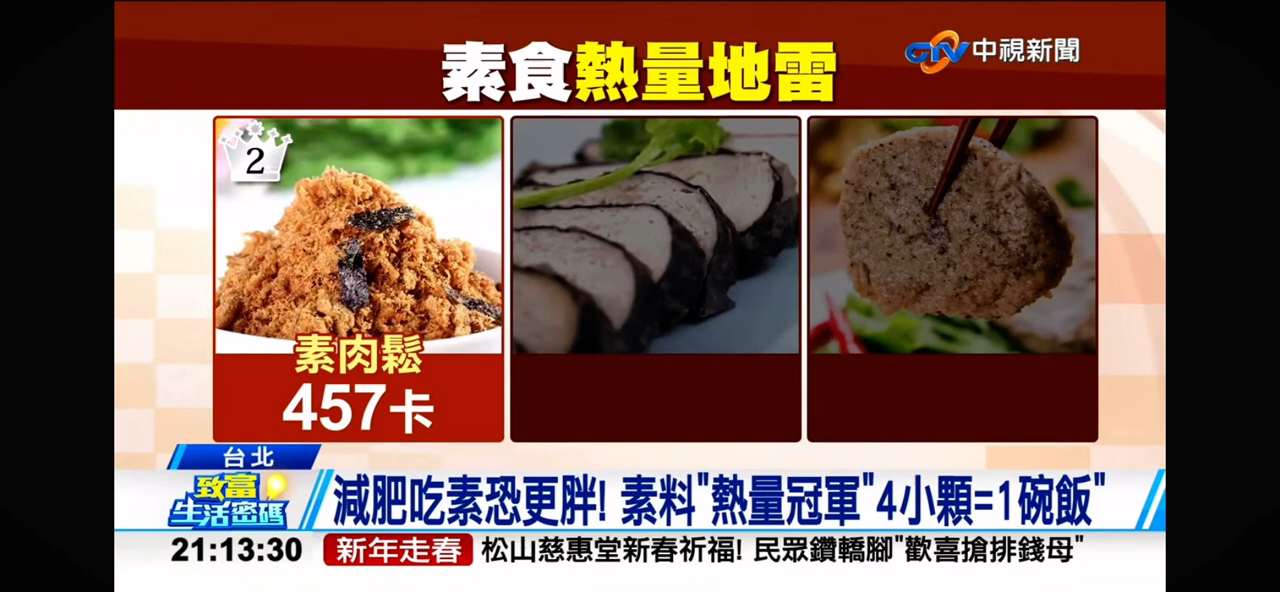 素食熱量地雷
CTV中視新聞
2
素肉鬆
457卡
台北
致富
生活密碼
減肥吃素恐更胖! 素料"熱量冠軍"4小顆=1碗飯"
21:13:30 新年走春 松山慈惠堂新春祈福! 民眾鑽轎腳"歡喜搶排錢母"